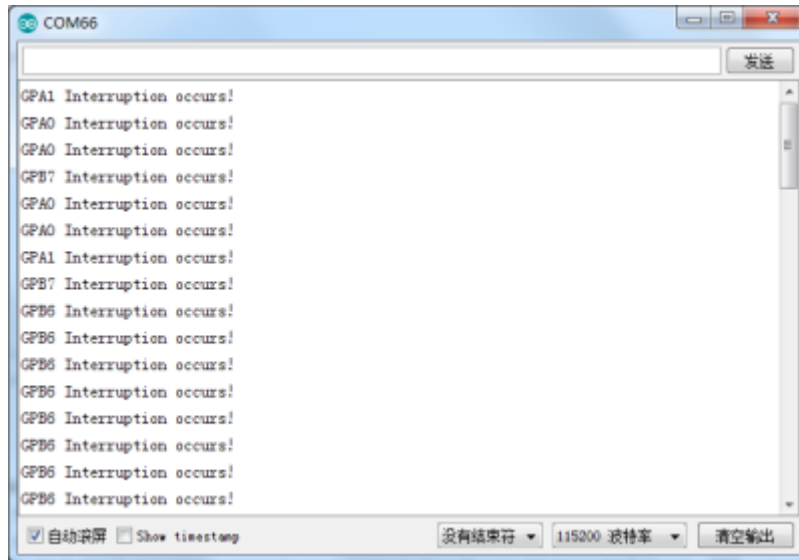 COM66
发送
GPA1 Interruption occurs!
GPA0 Interruption occurs!
GPA0 Interruption occurs!
GPB7 Interruption occurs!
GPA0 Interruption occurs!
GPA0 Interruption occurs!
GPA1 Interruption occurs!
GPB7 Interruption occurs!
GPB6 Interruption occurs!
GPB6 Interruption occurs!
GPB6 Interruption occurs!
GPB6 Interruption occurs!
GPB6 Interruption occurs!
GPB6 Interruption occurs!
GPB6 Interruption occurs!
GPB6 Interruption occurs!
自动滚屏 Show timestamp 没有结束符 115200 波特率 清空输出